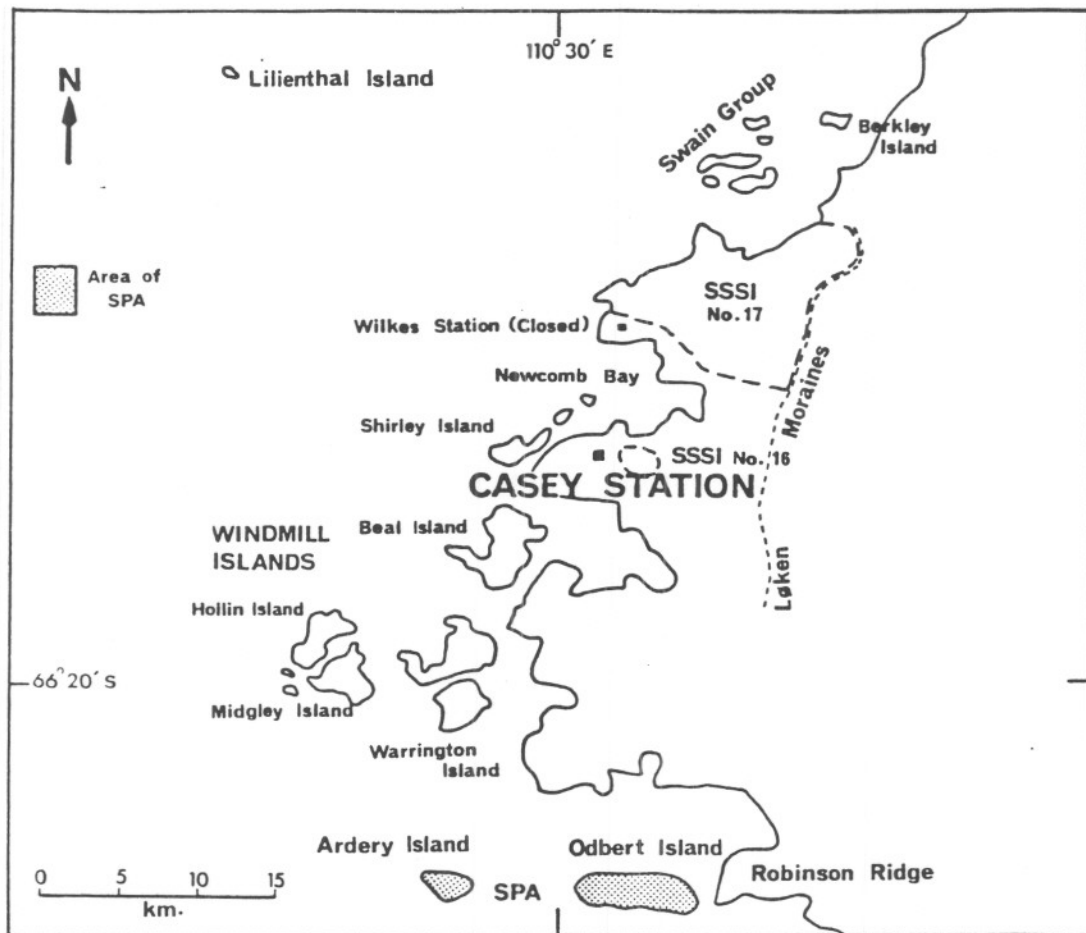 110° 30′ E
N
Lilienthal Island
Swain Group
Berkley
Island
Area of
SPA
SSSI
No. 17
Wilkes Station (Closed)
Moraines
Newcomb Bay
Shirley Island
SSSI No. 16
CASEY STATION
Beal Island
WINDMILL
ISLANDS
Løken
Hollin Island
66° 20′ S
Midgley Island
Warrington
Island
Ardery Island
Odbert Island
Robinson Ridge
SPA
0 5 10 15
km.